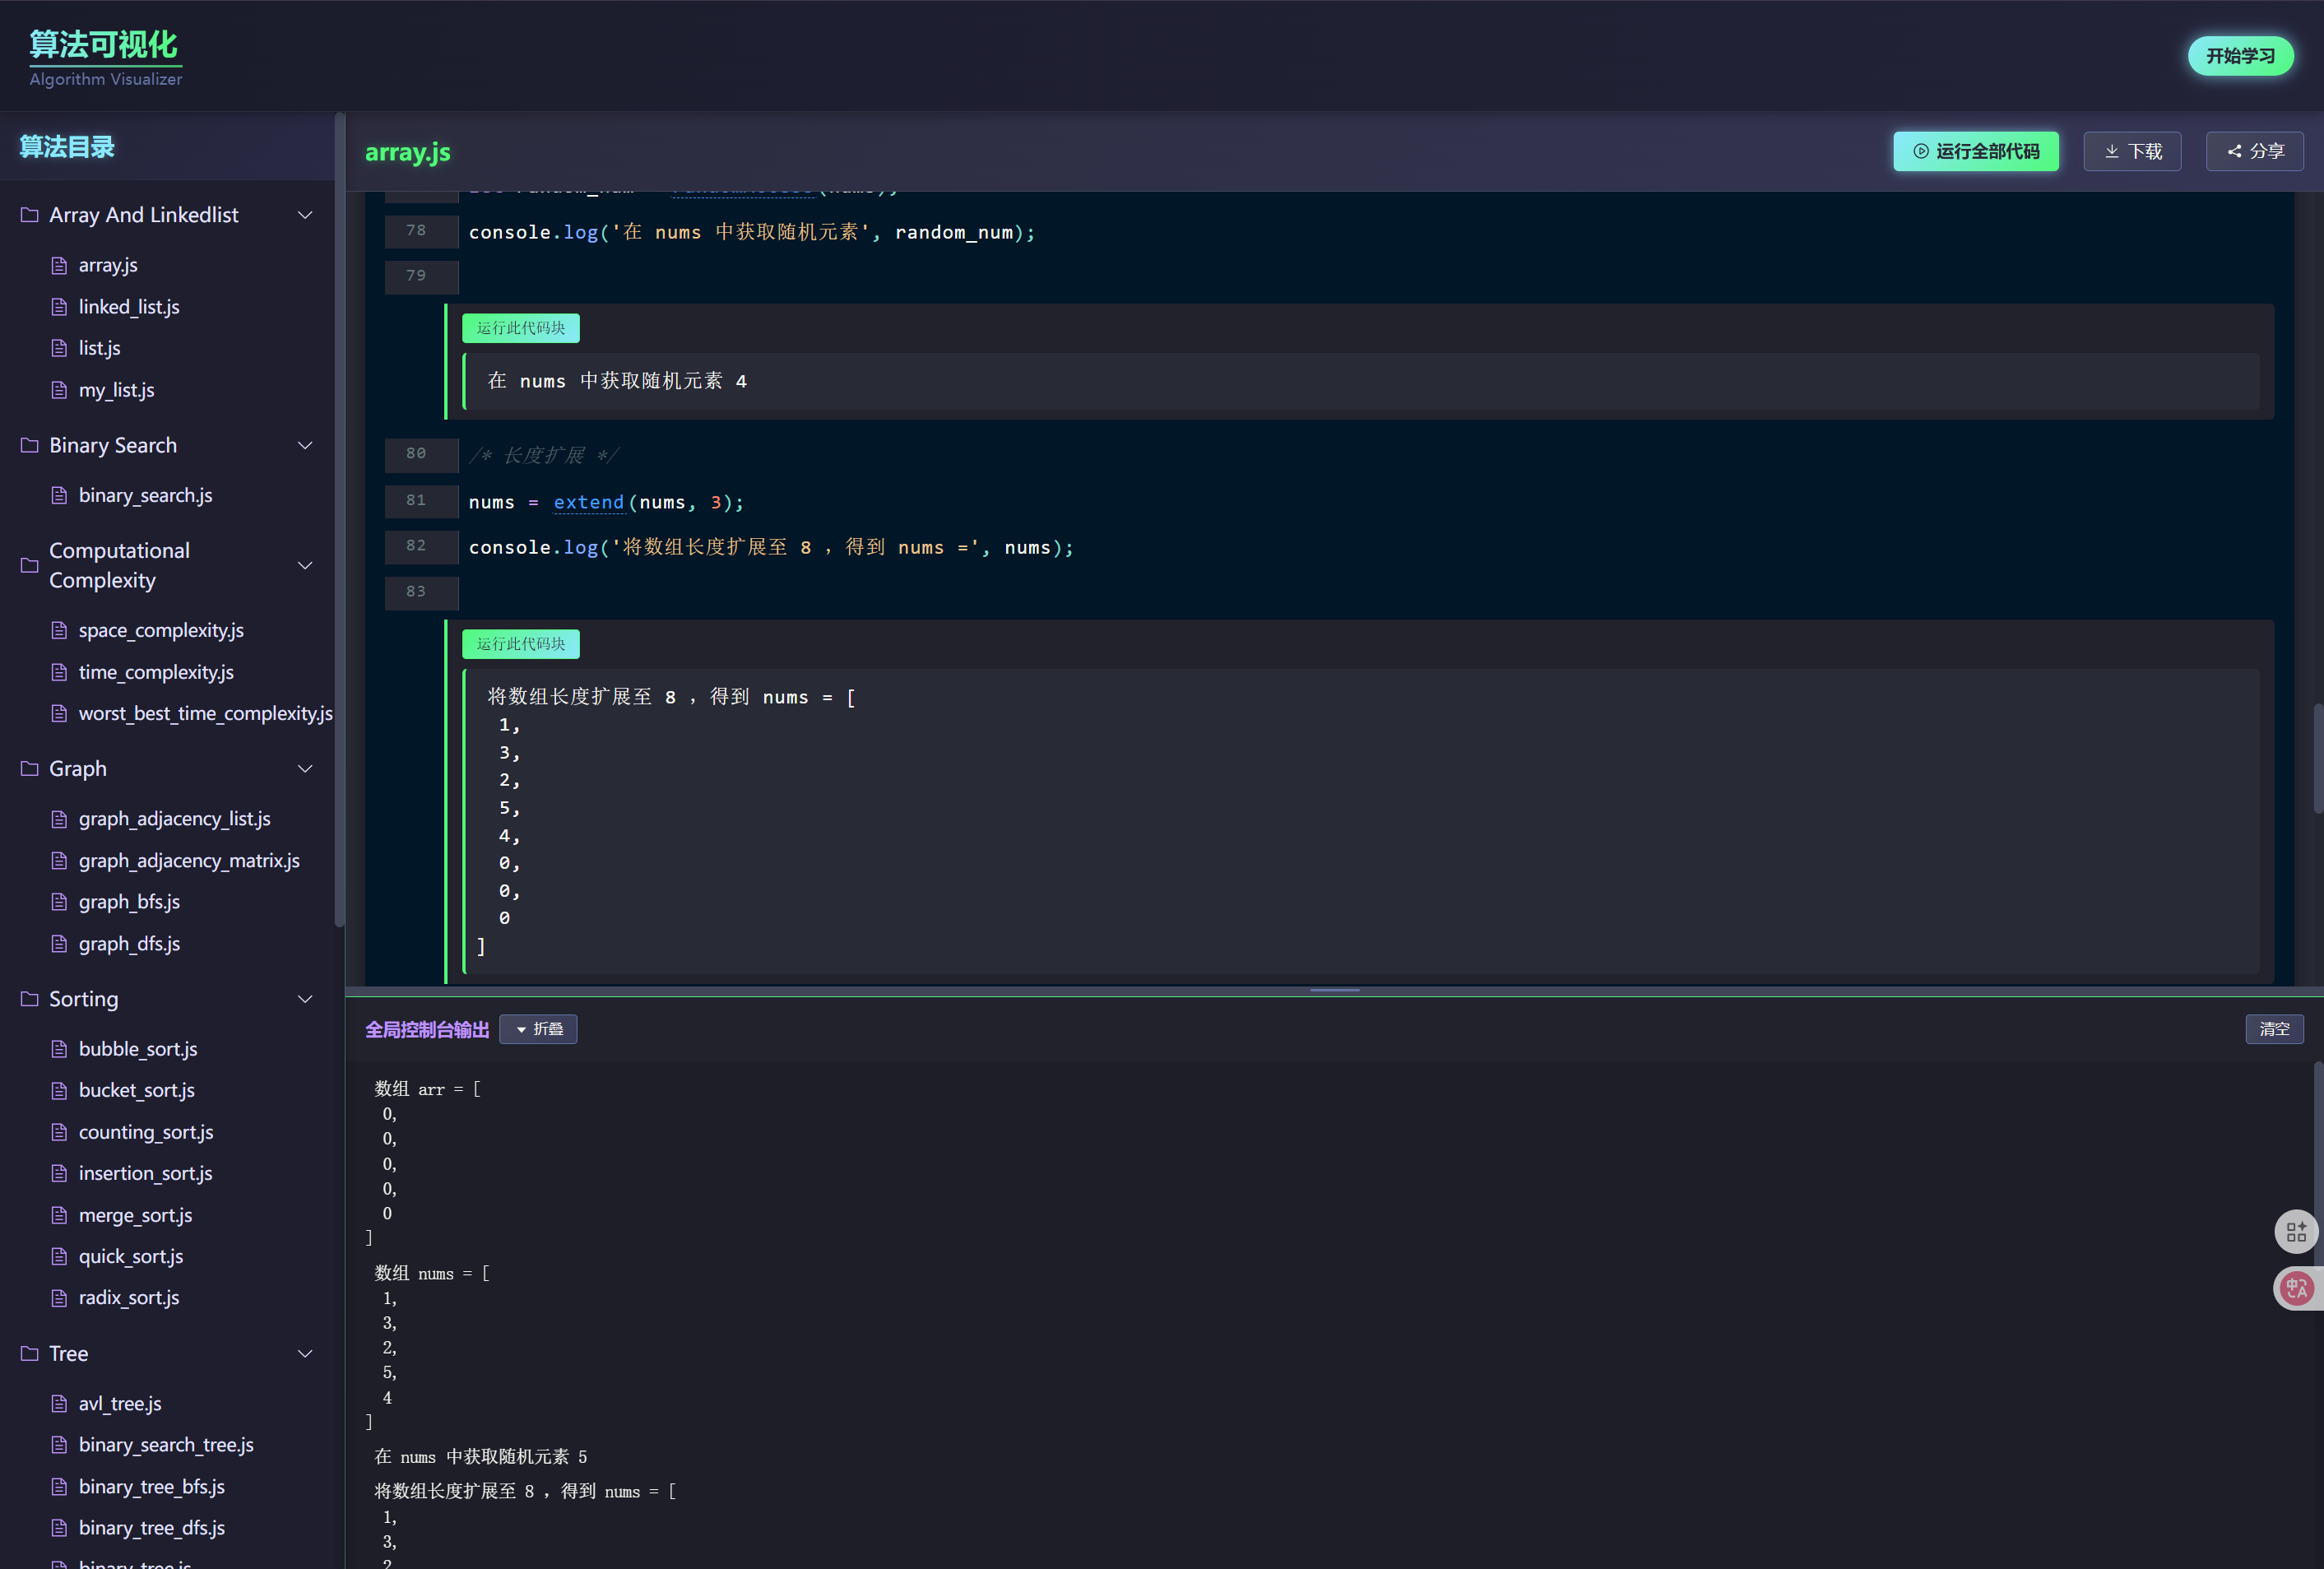 算法可视化
Algorithm Visualizer
开始学习
算法目录
Array And Linkedlist
array.js
linked_list.js
list.js
my_list.js
Binary Search
binary_search.js
Computational
Complexity
space_complexity.js
time_complexity.js
worst_best_time_complexity.js
Graph
graph_adjacency_list.js
graph_adjacency_matrix.js
graph_bfs.js
graph_dfs.js
Sorting
bubble_sort.js
bucket_sort.js
counting_sort.js
insertion_sort.js
merge_sort.js
quick_sort.js
radix_sort.js
Tree
avl_tree.js
binary_search_tree.js
binary_tree_bfs.js
binary_tree_dfs.js
binary_tree.js
array.js
运行全部代码
下载
分享
78 console.log('在 nums 中获取随机元素', random_num);
79
运行此代码块
在 nums 中获取随机元素 4
80 /* 长度扩展 */
81 nums = extend(nums, 3);
82 console.log('将数组长度扩展至 8 ，得到 nums =', nums);
83
运行此代码块
将数组长度扩展至 8 ，得到 nums = [
1,
3,
2,
5,
4,
0,
0,
0
]
全局控制台输出
折叠
清空
数组 arr = [
0,
0,
0,
0,
0
]
数组 nums = [
1,
3,
2,
5,
4
]
在 nums 中获取随机元素 5
将数组长度扩展至 8 ，得到 nums = [
1,
3,
2
中A